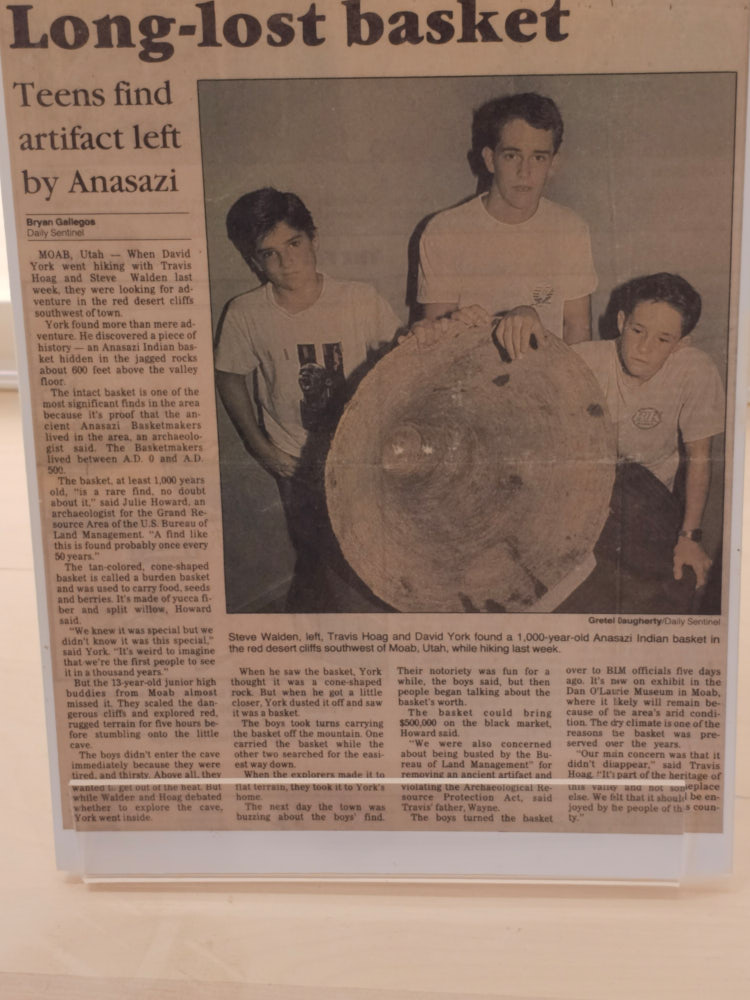 Long-lost basket
Teens find
artifact left
by Anasazi
Bryan Gallegos
Daily Sentinel
MOAB, Utah — When David
York went hiking with Travis
Hoag and Steve Walden last
week, they were looking for ad-
venture in the red desert cliffs
southwest of town.
York found more than mere ad-
venture. He discovered a piece of
history — an Anasazi Indian bas-
ket hidden in the jagged rocks
about 600 feet above the valley
floor.
The intact basket is one of the
most significant finds in the area
because it's proof that the an-
cient Anasazi Basketmakers
lived in the area, an archaeolo-
gist said. The Basketmakers
lived between A.D. 0 and A.D.
500.
The basket, at least 1,000 years
old, "is a rare find, no doubt
about it," said Julie Howard, an
archaeologist for the Grand Re-
source Area of the U.S. Bureau of
Land Management. "A find like
this is found probably once every
50 years."
The tan-colored, cone-shaped
basket is called a burden basket
and was used to carry food, seeds
and berries. It's made of yucca fi-
ber and split willow, Howard
said.
"We knew it was special but we
didn't know it was this special,"
said York. "It's weird to imagine
that we're the first people to see
it in a thousand years."
But the 13-year-old junior high
buddies from Moab almost
missed it. They scaled the dan-
gerous cliffs and explored red,
rugged terrain for five hours be-
fore stumbling onto the little
cave.
The boys didn't enter the cave
immediately because they were
tired, and thirsty. Above all, they
wanted to get out of the heat. But
while Walden and Hoag debated
whether to explore the cave,
York went inside.
Gretel Daugherty/Daily Sentinel
Steve Walden, left, Travis Hoag and David York found a 1,000-year-old Anasazi Indian basket in
the red desert cliffs southwest of Moab, Utah, while hiking last week.
When he saw the basket, York
thought it was a cone-shaped
rock. But when he got a little
closer, York dusted it off and saw
it was a basket.
The boys took turns carrying
the basket off the mountain. One
carried the basket while the
other two searched for the easi-
est way down.
When the explorers made it to
flat terrain, they took it to York's
home.
The next day the town was
buzzing about the boys' find.
Their notoriety was fun for a
while, the boys said, but then
people began talking about the
basket's worth.
The basket could bring
$500,000 on the black market,
Howard said.
"We were also concerned
about being busted by the Bu-
reau of Land Management" for
removing an ancient artifact and
violating the Archaeological Re-
source Protection Act, said
Travis' father, Wayne.
The boys turned the basket
over to BLM officials five days
ago. It's now on exhibit in the
Dan O'Laurie Museum in Moab,
where it likely will remain be-
cause of the area's arid condi-
tion. The dry climate is one of the
reasons the basket was pre-
served over the years.
"Our main concern was that it
didn't disappear," said Travis
Hoag. "It's part of the heritage of
this valley and not someplace
else. We felt that it should be en-
joyed by the people of this coun-
ty."